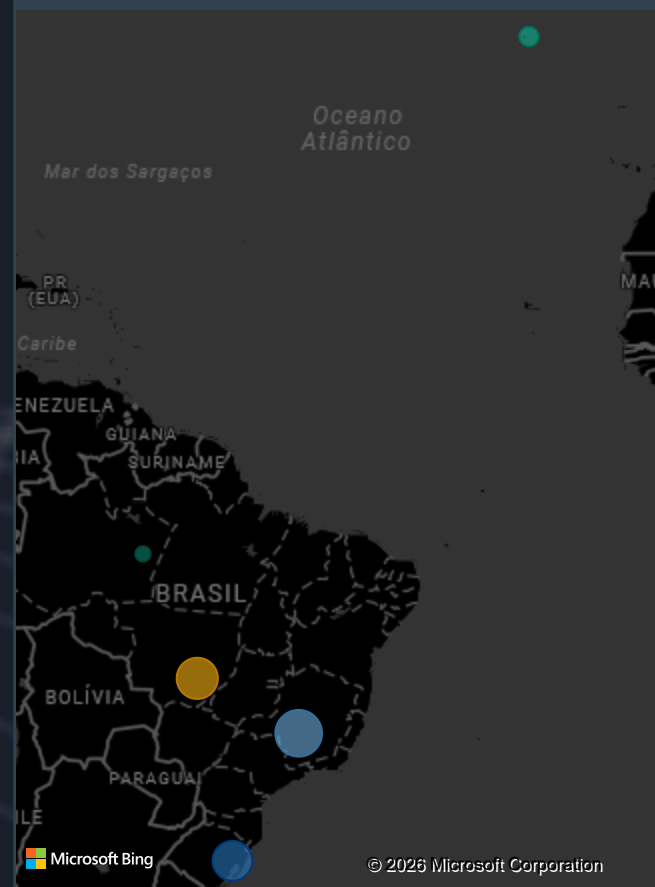 Oceano
Atlântico
Mar dos Sargaços
PR
(EUA)
MAU
Caribe
ENEZUELA
GUIANA
BIA
SURINAME
BRASIL
BOLÍVIA
PARAGUAI
ILE
Microsoft Bing
© 2026 Microsoft Corporation